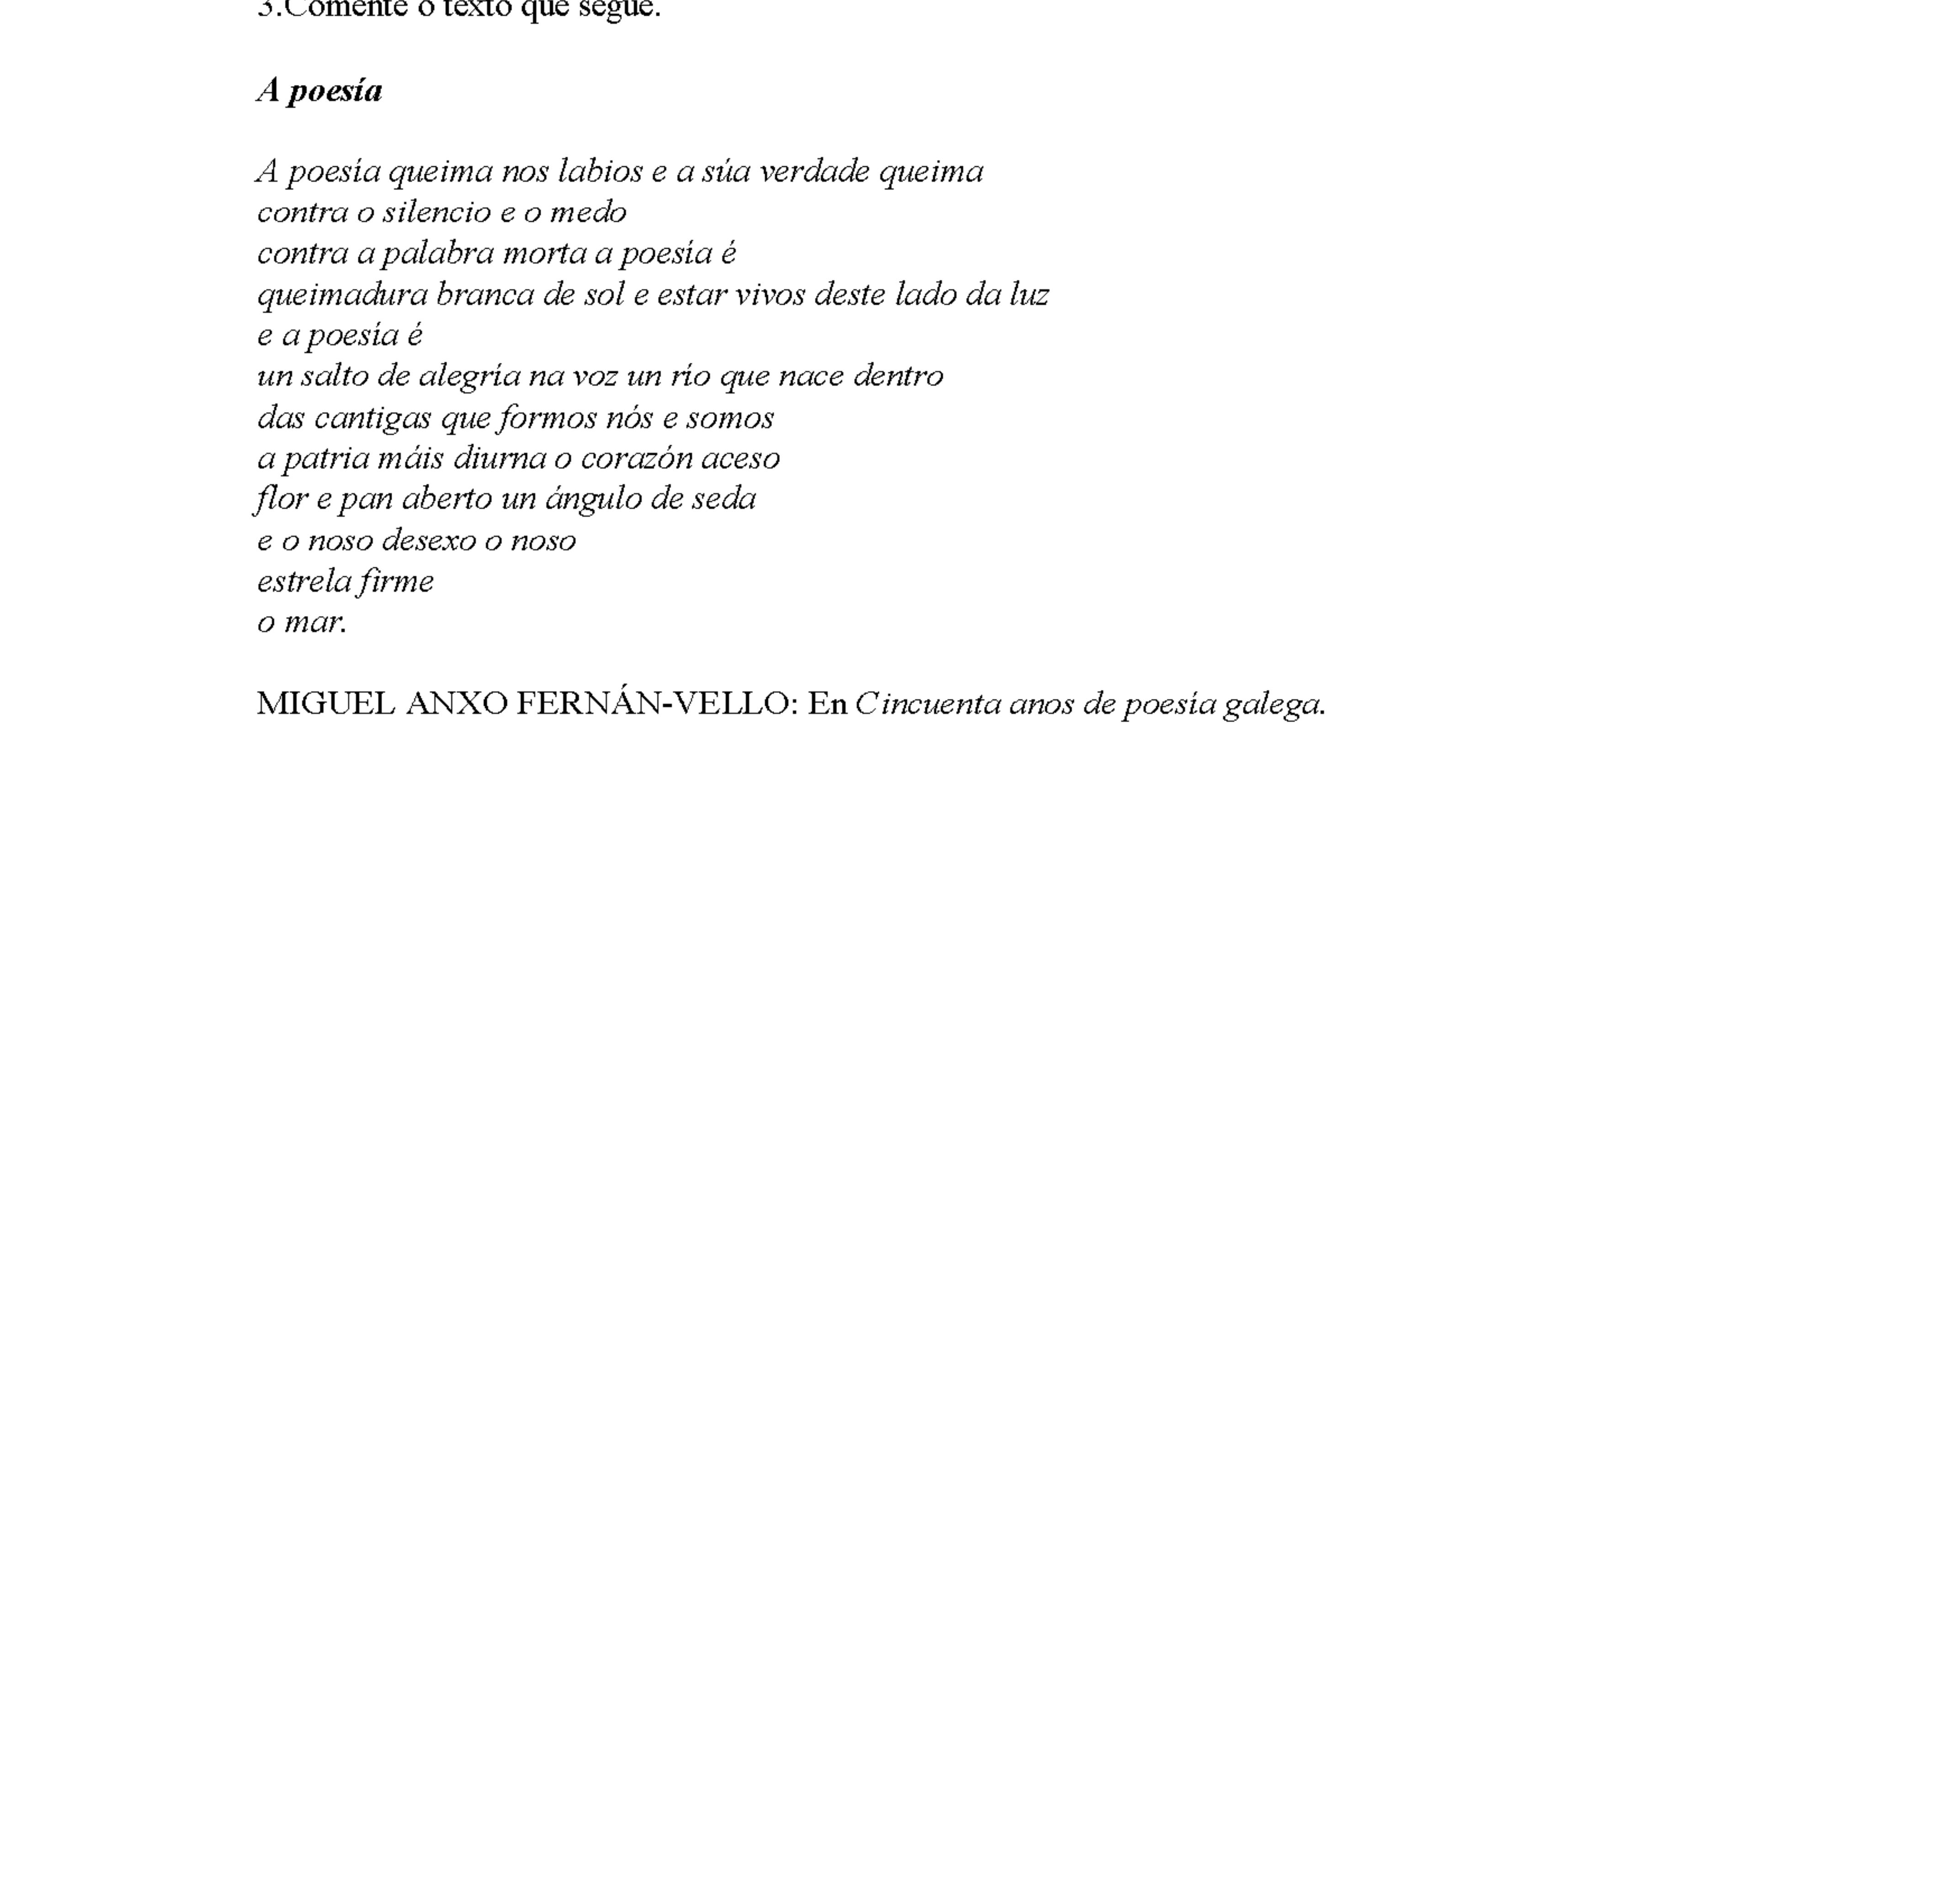 3.Comente o texto que segue.
A poesía
A poesía queima nos labios e a súa verdade queima
contra o silencio e o medo
contra a palabra morta a poesía é
queimadura branca de sol e estar vivos deste lado da luz
e a poesía é
un salto de alegría na voz un río que nace dentro
das cantigas que formos nós e somos
a patria máis diurna o corazón aceso
flor e pan aberto un ángulo de seda
e o noso desexo o noso
estrela firme
o mar.
MIGUEL ANXO FERNÁN-VELLO: En Cincuenta anos de poesía galega.